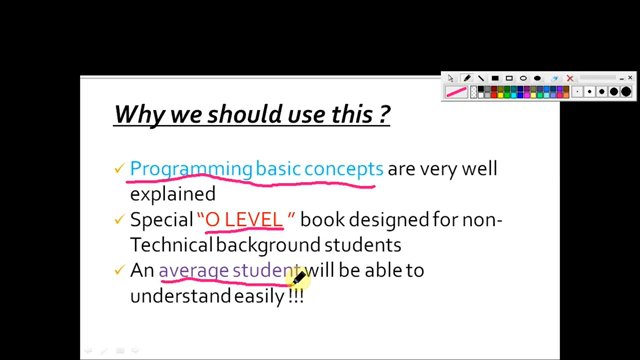 Why we should use this ?
Programming basic concepts are very well
explained
Special “O LEVEL ” book designed for non-
Technical background students
An average student will be able to
understand easily !!!